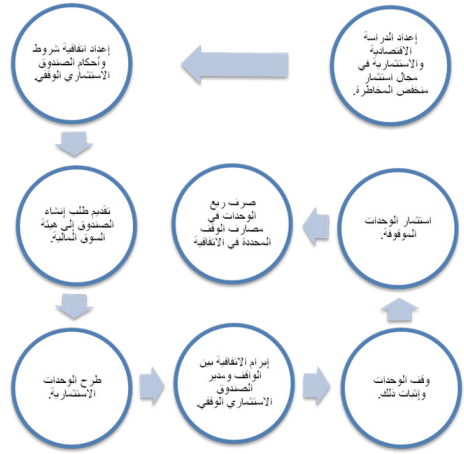 إعداد الدراسة
الاقتصادية
والاستثمارية في
مجال استثمار
منخفض المخاطرة.
إعداد اتفاقية شروط
وأحكام الصندوق
الاستثماري الوقفي.
تقديم طلب إنشاء
الصندوق إلى هيئة
السوق المالية.
طرح الوحدات
الاستثمارية.
إبرام الاتفاقية بين
الواقف ومدير
الصندوق
الاستثماري الوقفي.
وقف الوحدات
وإثبات ذلك.
استثمار الوحدات
الموقوفة.
صرف ريع
الوحدات في
مصارف الوقف
المحددة في الاتفاقية